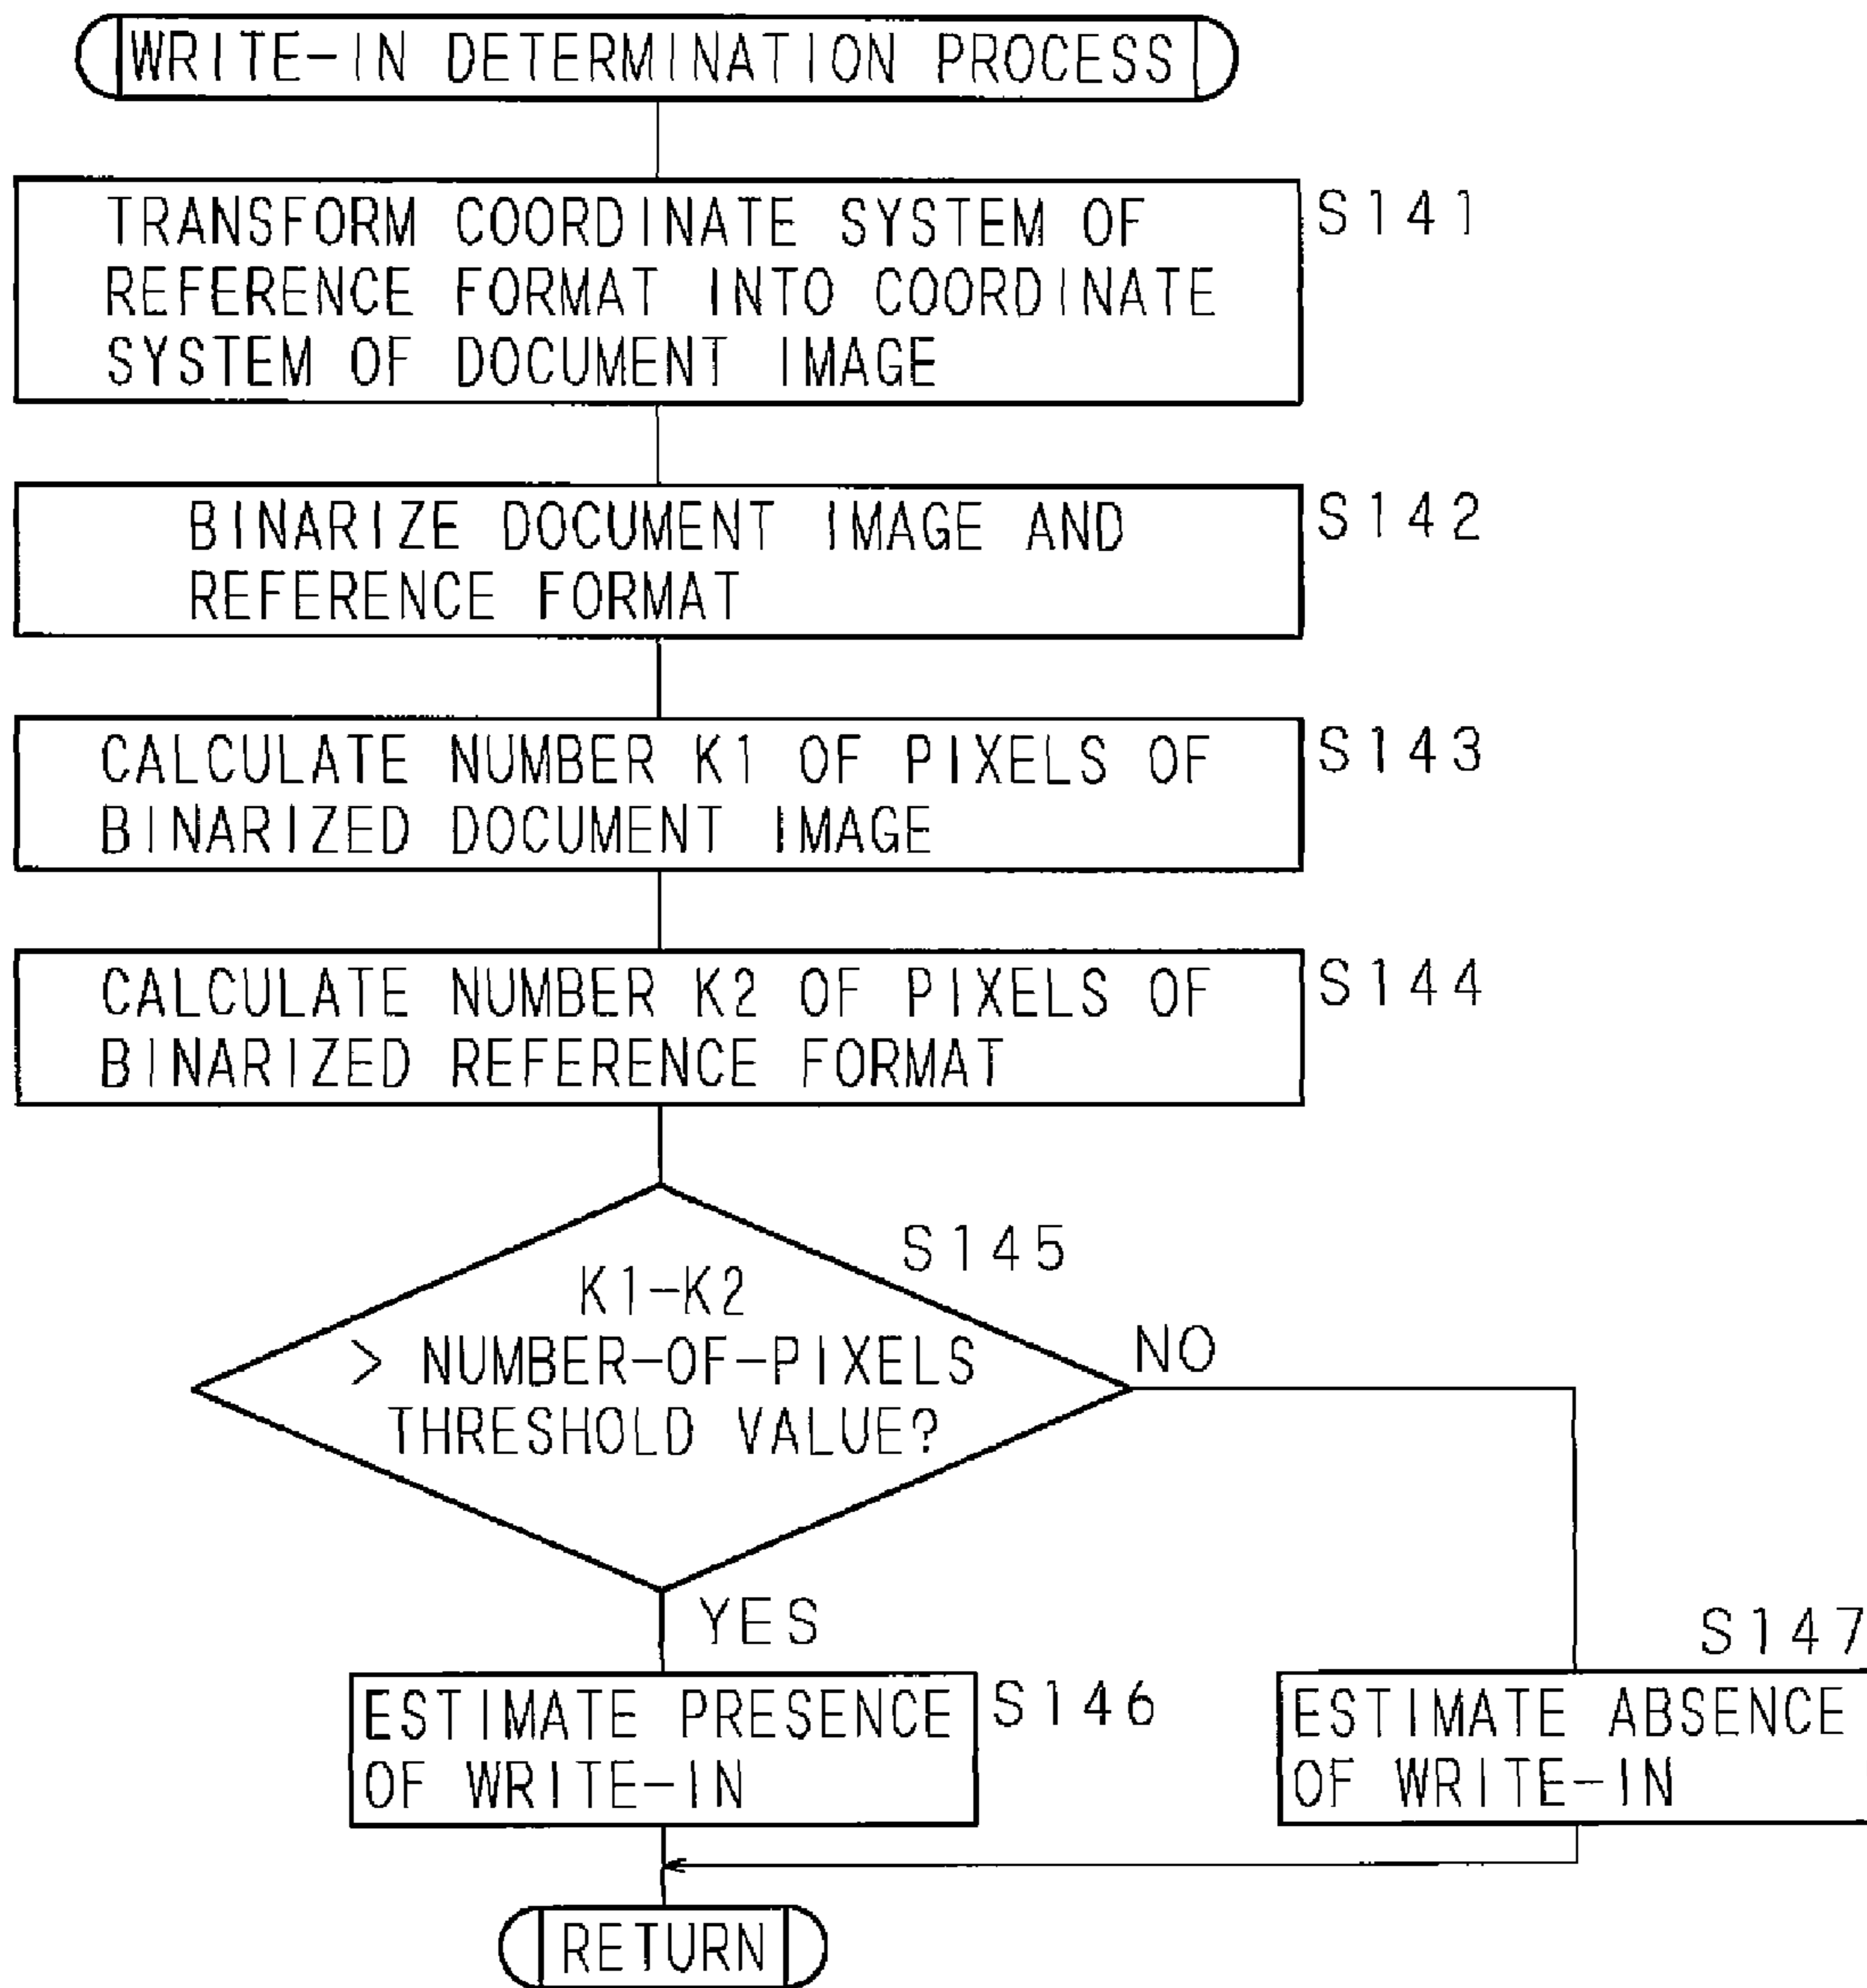 WRITE-IN DETERMINATION PROCESS
TRANSFORM COORDINATE SYSTEM OF
REFERENCE FORMAT INTO COORDINATE
SYSTEM OF DOCUMENT IMAGE
S141
BINARIZE DOCUMENT IMAGE AND
REFERENCE FORMAT
S142
CALCULATE NUMBER K1 OF PIXELS OF
BINARIZED DOCUMENT IMAGE
S143
CALCULATE NUMBER K2 OF PIXELS OF
BINARIZED REFERENCE FORMAT
S144
S145
K1-K2
> NUMBER-OF-PIXELS
THRESHOLD VALUE?
NO
YES
ESTIMATE PRESENCE
OF WRITE-IN
S146
S147
ESTIMATE ABSENCE
OF WRITE-IN
RETURN